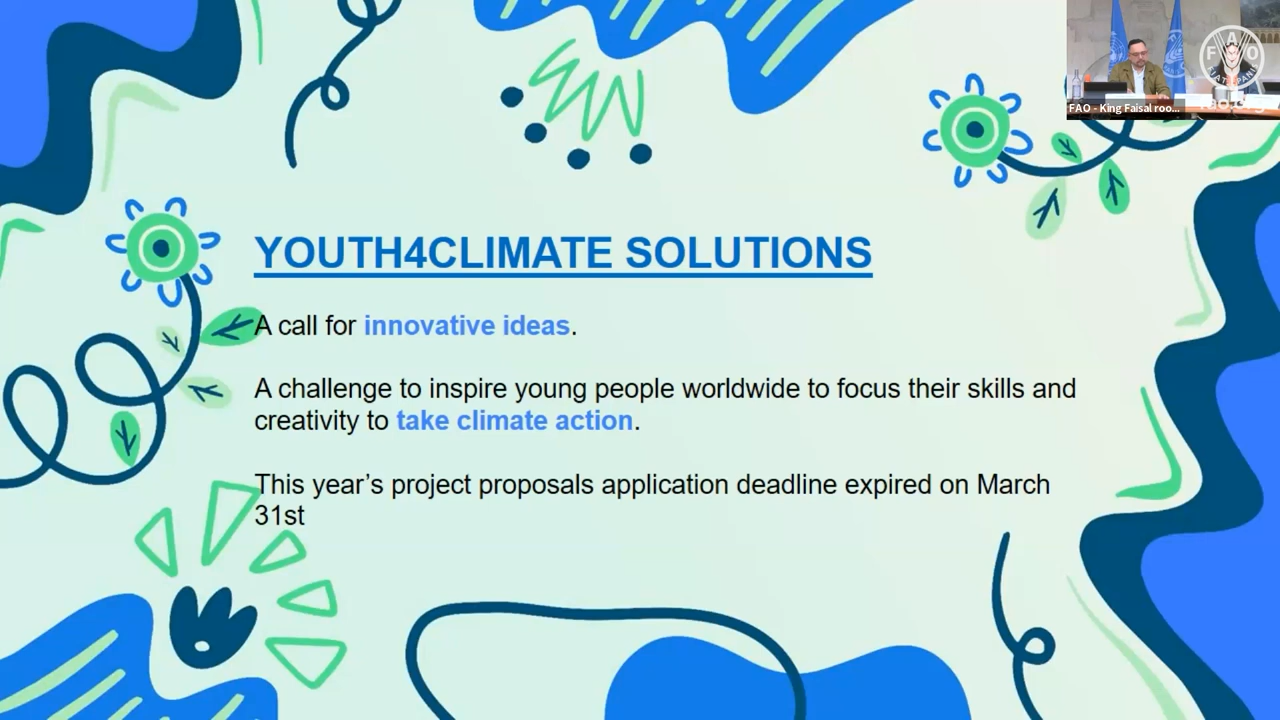 FAO - King Faisal roo...
YOUTH4CLIMATE SOLUTIONS
A call for innovative ideas.
A challenge to inspire young people worldwide to focus their skills and
creativity to take climate action.
This year’s project proposals application deadline expired on March
31st